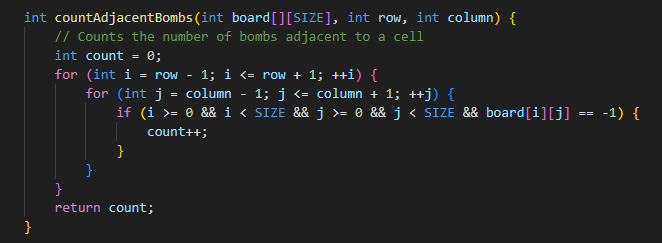 int countAdjacentBombs(int board[][SIZE], int row, int column) {
    // Counts the number of bombs adjacent to a cell
    int count = 0;
    for (int i = row - 1; i <= row + 1; ++i) {
        for (int j = column - 1; j <= column + 1; ++j) {
            if (i >= 0 && i < SIZE && j >= 0 && j < SIZE && board[i][j] == -1) {
                count++;
            }
        }
    }
    return count;
}